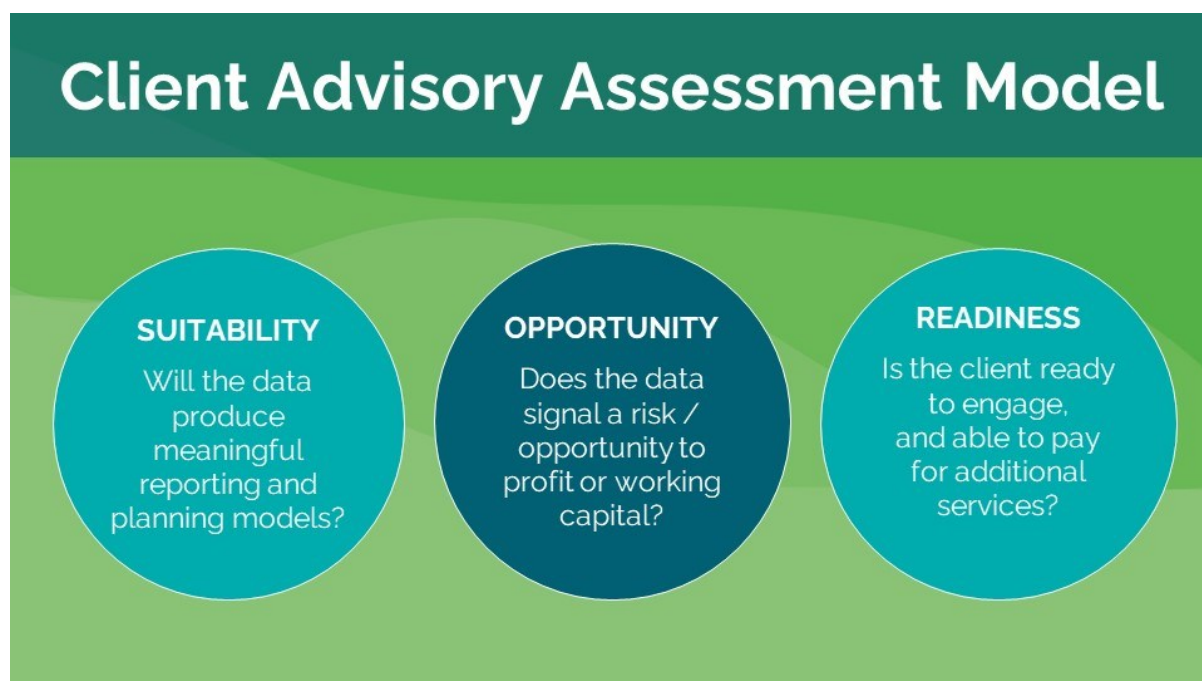 Client Advisory Assessment Model
SUITABILITY
Will the data
produce
meaningful
reporting and
planning models?
OPPORTUNITY
Does the data
signal a risk /
opportunity to
profit or working
capital?
READINESS
Is the client ready
to engage,
and able to pay
for additional
services?